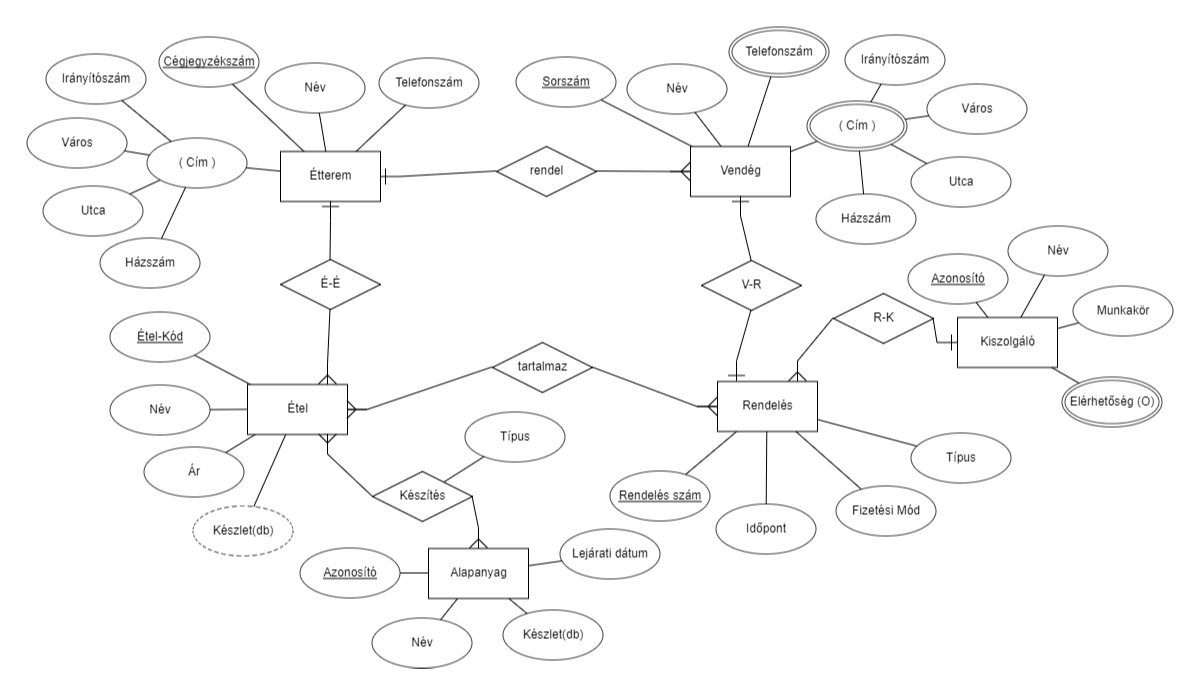 Cégjegyzékszám
Irányítószám
Név
Telefonszám
Város
( Cím )
Utca
Házszám
Étterem
rendel
Sorszám
Név
Telefonszám
Irányítószám
( Cím )
Város
Utca
Házszám
Vendég
É-É
V-R
R-K
Azonosító
Név
Munkakör
Kiszolgáló
Elérhetőség (O)
Étel-Kód
Név
Ár
Készlet(db)
Étel
tartalmaz
Rendelés
Típus
Készítés
Rendelés szám
Időpont
Fizetési Mód
Típus
Azonosító
Alapanyag
Lejárati dátum
Név
Készlet(db)